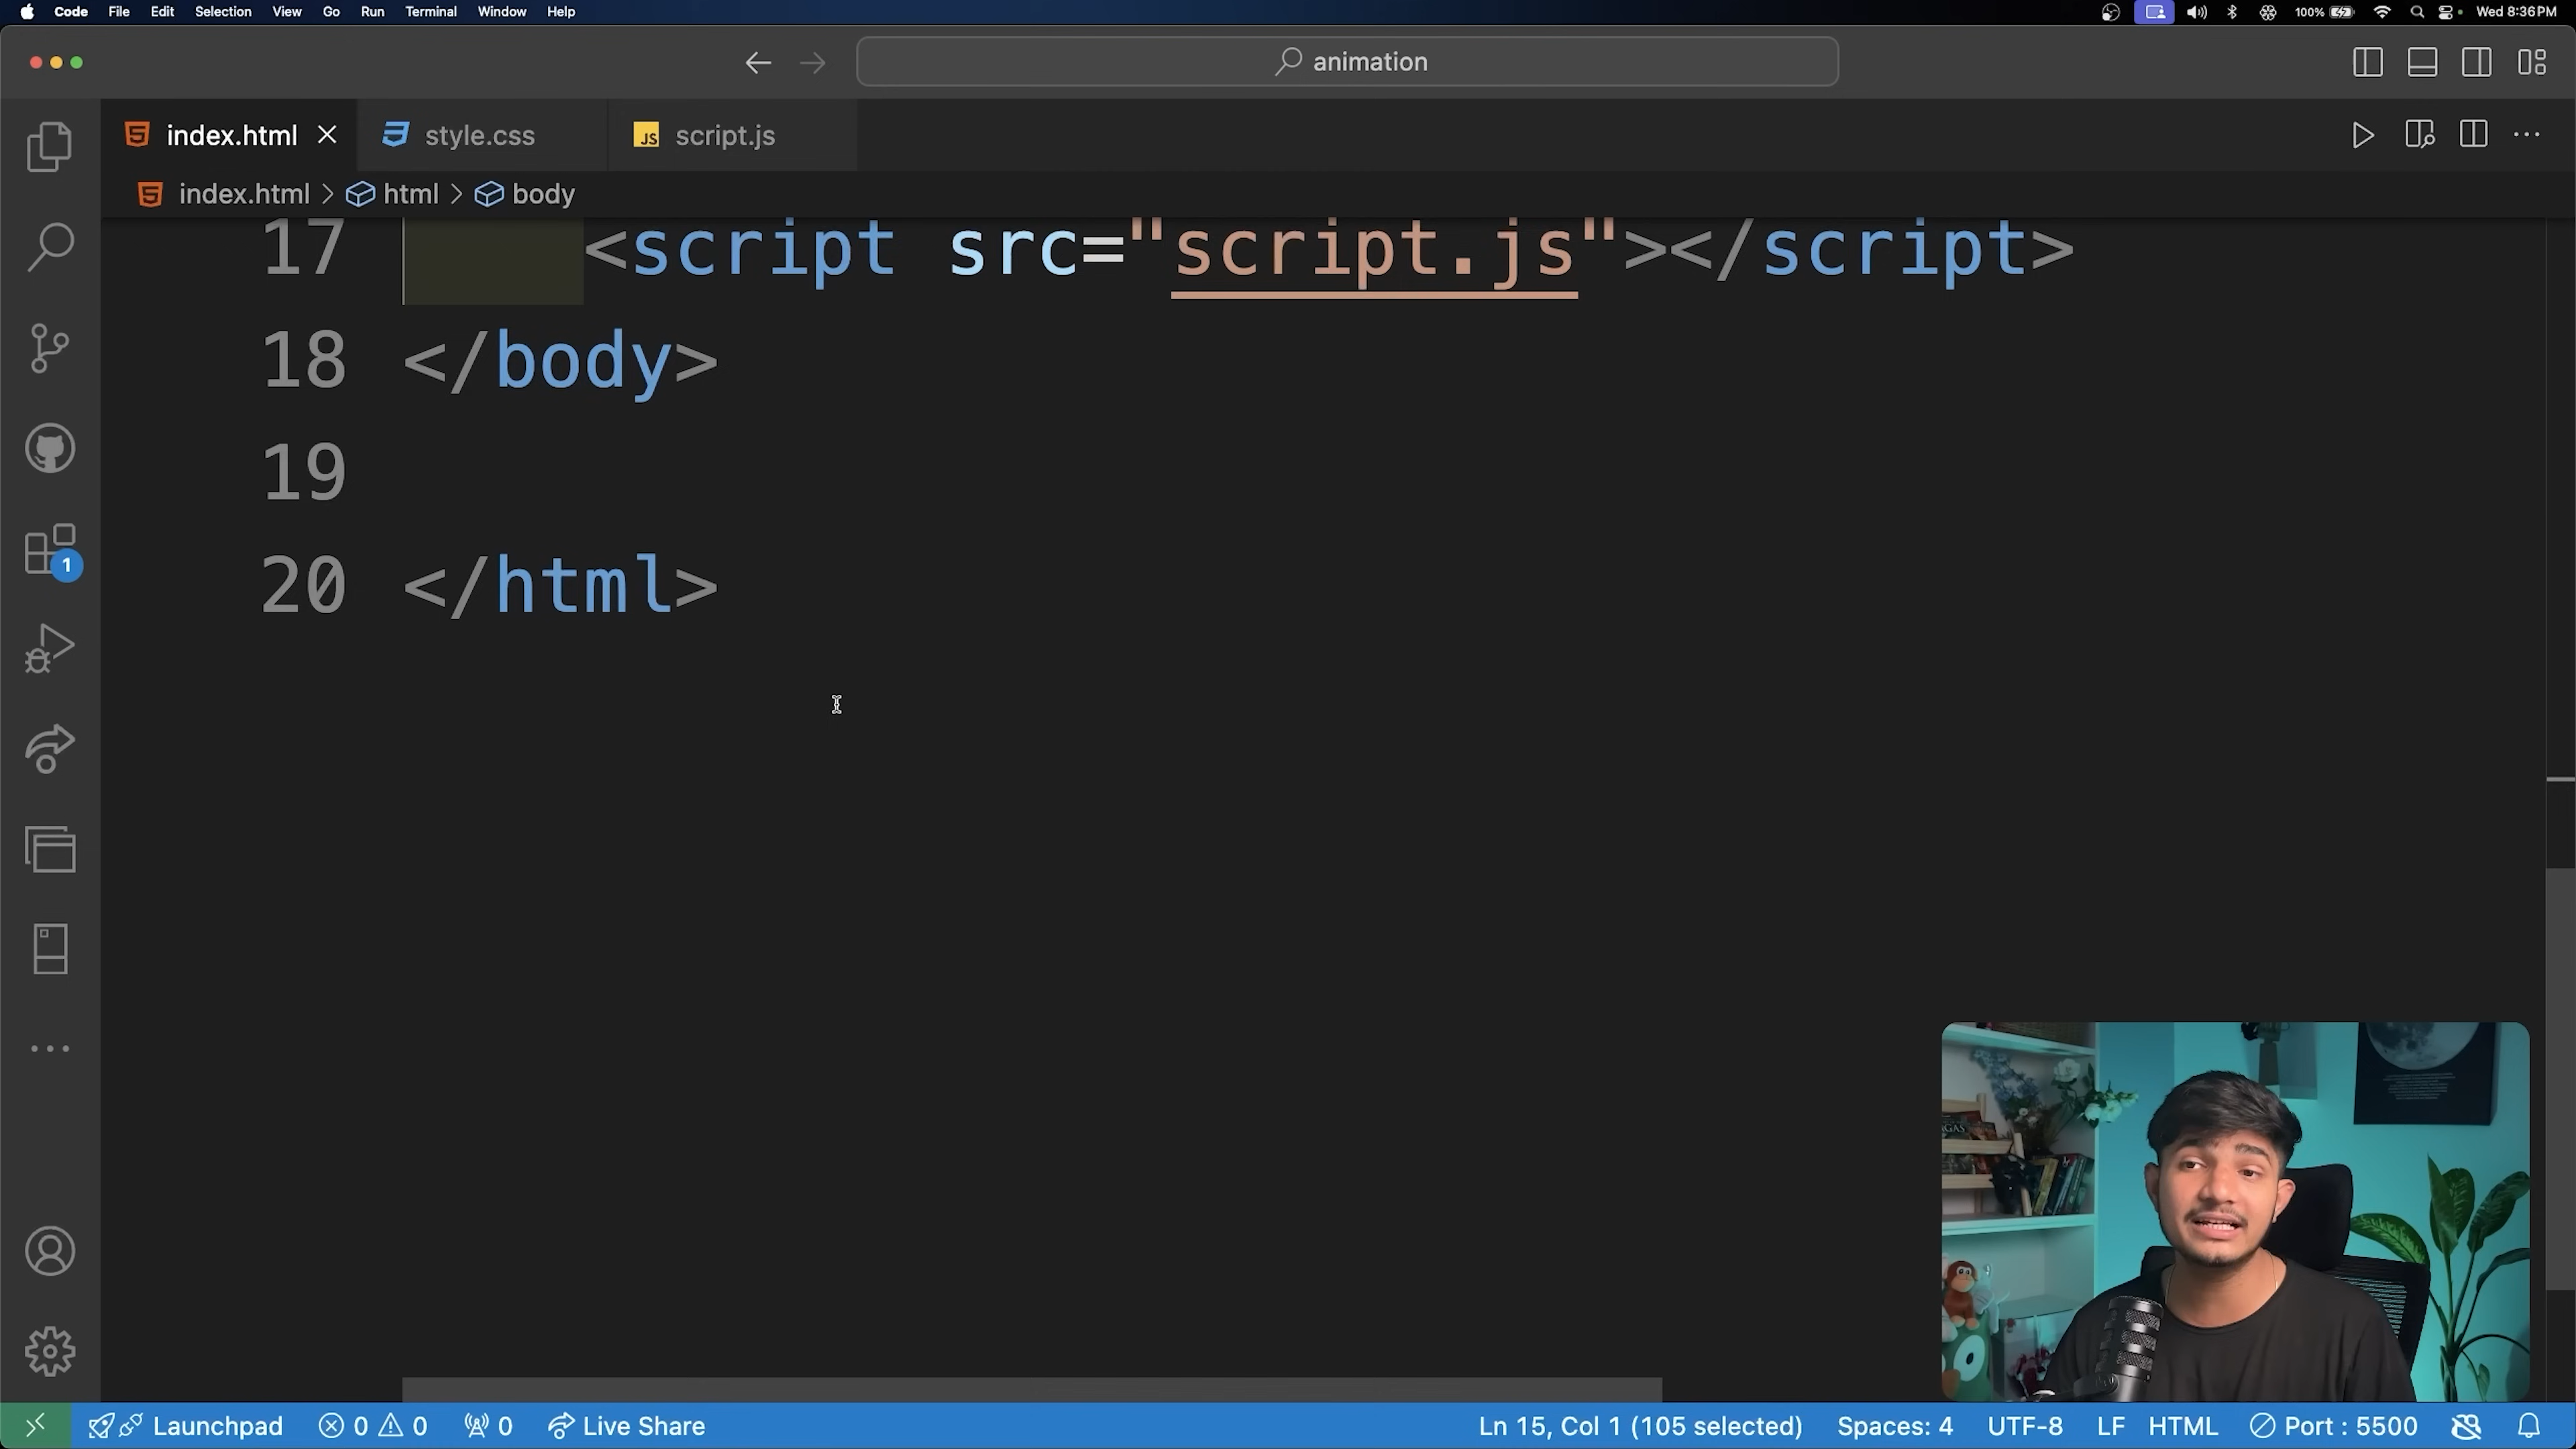 Code File Edit Selection View Go Run Terminal Window Help 100% Wed 8:36 PM
animation
index.html style.css JS script.js
index.html > html > body
17 <script src="script.js"></script>
18 </body>
19
20 </html>
1
Launchpad 0 0 0 Live Share Ln 15, Col 1 (105 selected) Spaces: 4 UTF-8 LF HTML Port : 5500